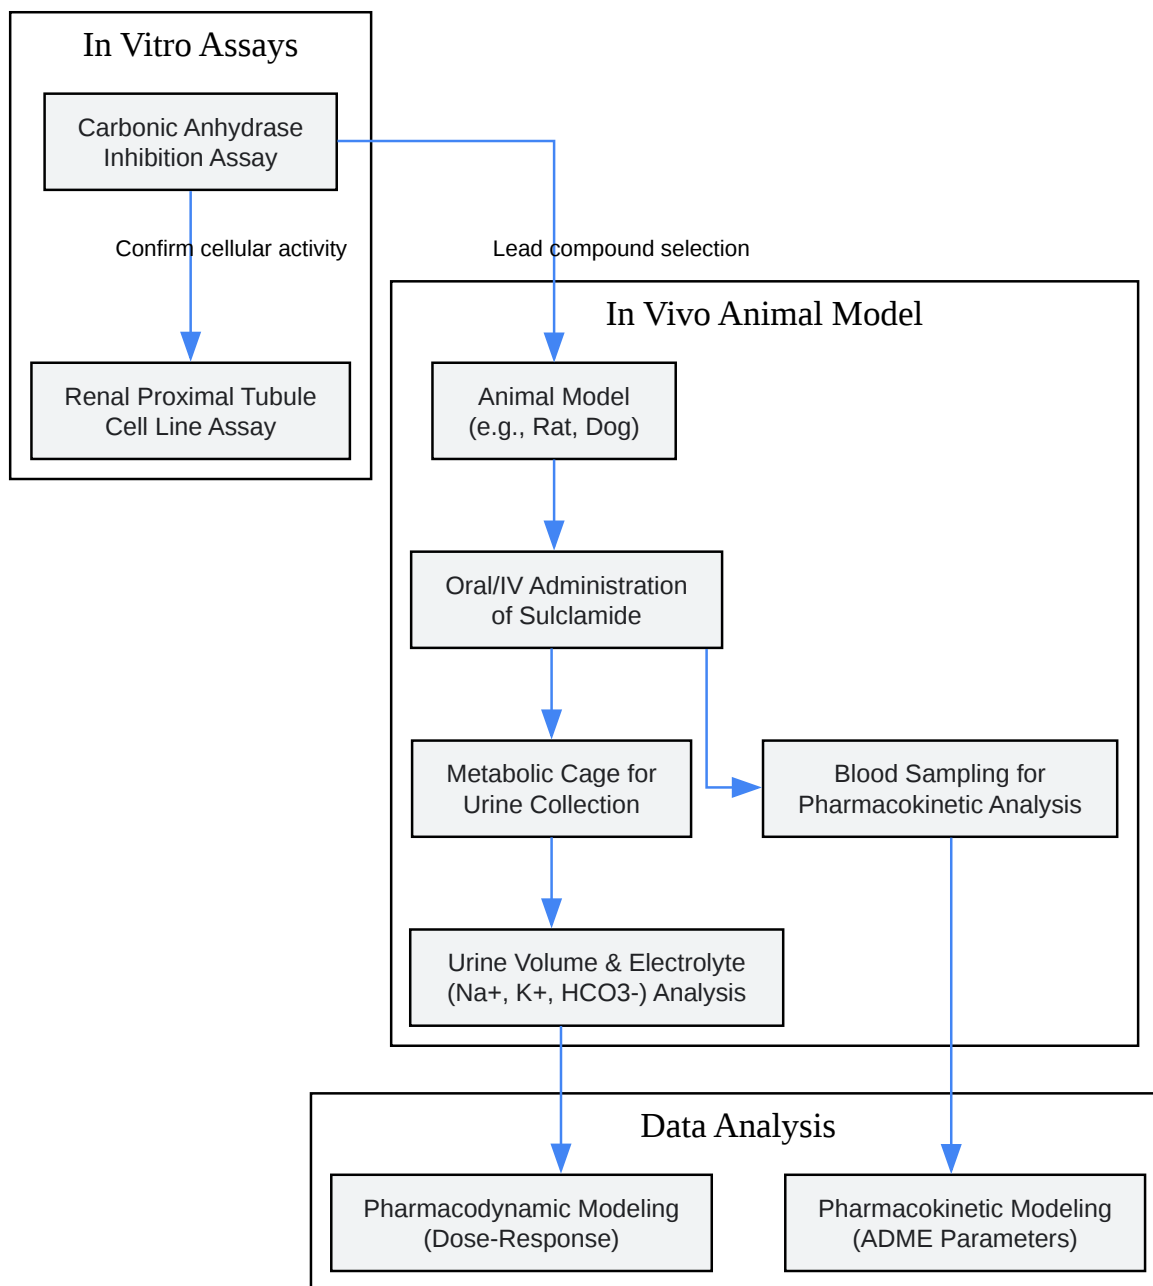 In Vitro Assays
Carbonic Anhydrase
Inhibition Assay
Confirm cellular activity
Lead compound selection
Renal Proximal Tubule
Cell Line Assay
In Vivo Animal Model
Animal Model
(e.g., Rat, Dog)
Oral/IV Administration
of Sulclamide
Metabolic Cage for
Urine Collection
Blood Sampling for
Pharmacokinetic Analysis
Urine Volume & Electrolyte
(Na+, K+, HCO3-) Analysis
Data Analysis
Pharmacodynamic Modeling
(Dose-Response)
Pharmacokinetic Modeling
(ADME Parameters)